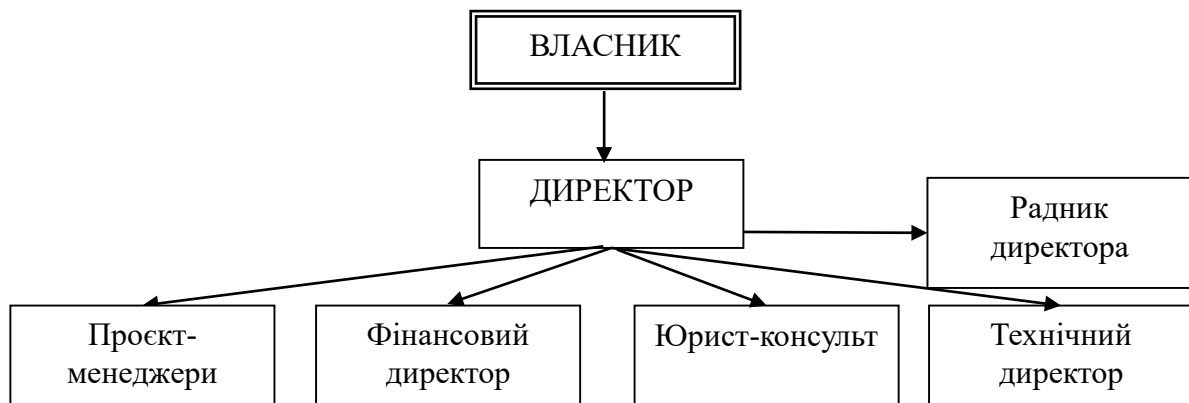 ВЛАСНИК
ДИРЕКТОР
Радник
директора
Проєкт-
менеджери
Фінансовий
директор
Юрист-консульт
Технічний
директор